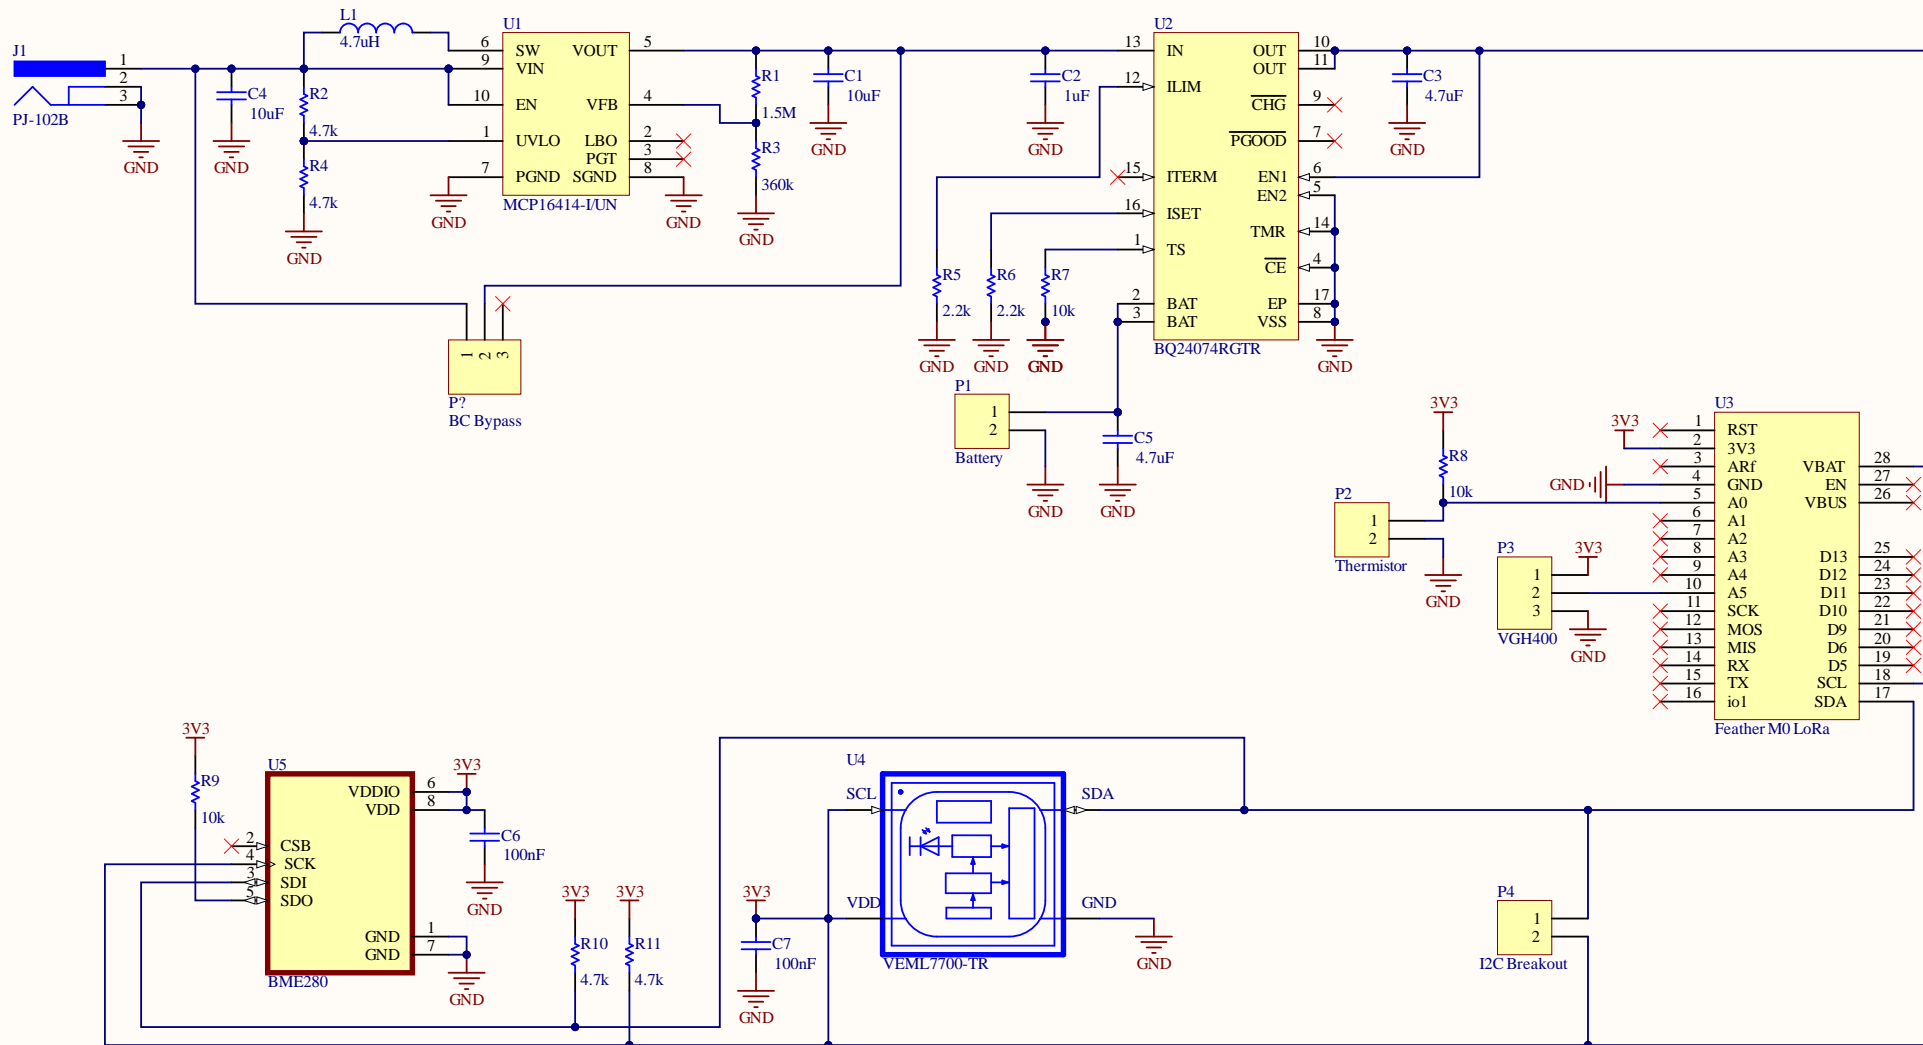 J1
1
2
3
PJ-102B
GND
C4
10uF
GND
L1
4.7uH
R2
4.7k
R4
4.7k
GND
U1
6 SW VOUT 5
9 VIN
10 EN VFB 4
1 UVLO LBO 2
PGT 3
7 PGND SGND 8
MCP16414-I/UN
GND
GND
R1
1.5M
R3
360k
GND
C1
10uF
GND
C2
1uF
GND
1 2 3
P?
BC Bypass
U2
13 IN OUT 10
OUT 11
12 ILIM
CHG 9
PGOOD 7
15 ITERM EN1 6
EN2 5
16 ISET
TMR 14
1 TS
CE 4
2 BAT EP 17
3 BAT VSS 8
BQ24074RGTR
GND
C3
4.7uF
GND
R5
2.2k
GND
R6
2.2k
GND
R7
10k
GND
P1
1
2
Battery
GND
C5
4.7uF
GND
3V3
R8
10k
P2
1
2
Thermistor
GND
P3
1
2
3
VGH400
3V3
GND
3V3
GND
U3
1 RST
2 3V3
3 ARf VBAT 28
4 GND EN 27
5 A0 VBUS 26
6 A1
7 A2
8 A3 D13 25
9 A4 D12 24
10 A5 D11 23
11 SCK D10 22
12 MOS D9 21
13 MIS D6 20
14 RX D5 19
15 TX SCL 18
16 io1 SDA 17
Feather M0 LoRa
3V3
R9
10k
U5
VDDIO 6
VDD 8
2 CSB
4 SCK
3 SDI
5 SDO
GND 1
GND 7
BME280
3V3
C6
100nF
GND
GND
3V3
R10
4.7k
3V3
R11
4.7k
3V3
C7
100nF
GND
U4
SCL SDA
VDD GND
VEML7700-TR
GND
P4
1
2
I2C Breakout